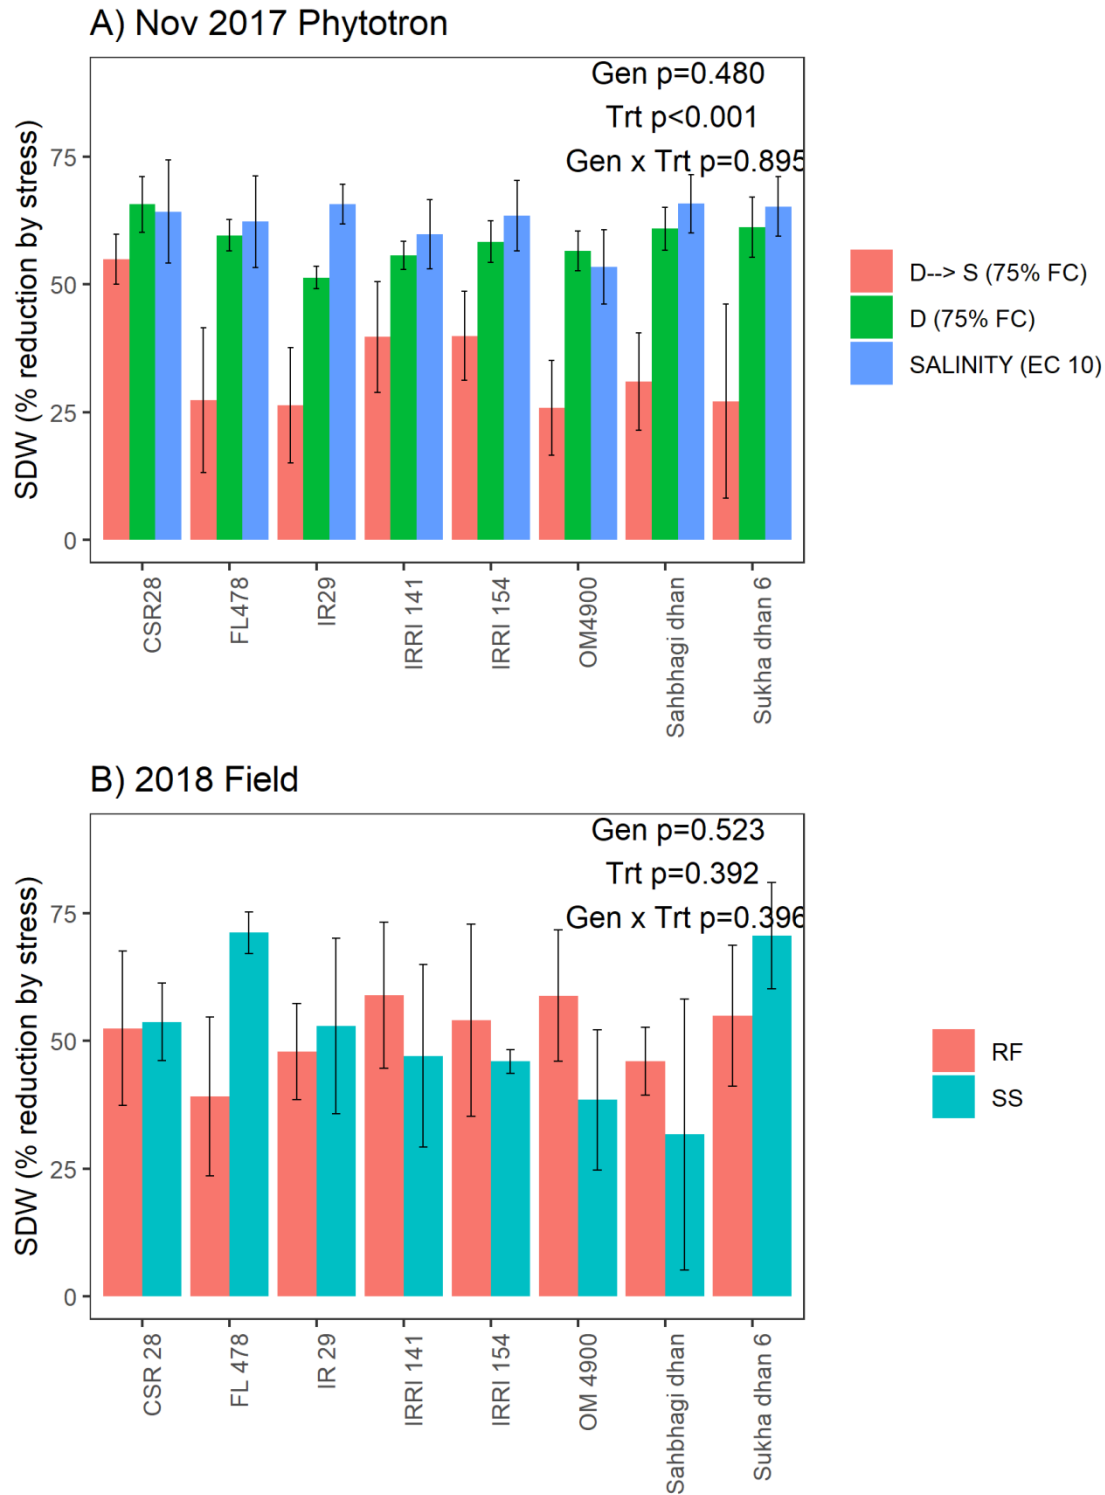 A) Nov 2017 Phytotron
Gen p=0.480
Trt p<0.001
Gen x Trt p=0.895
SDW (% reduction by stress)
75
50
25
0
CSR28
FL478
IR29
IRRI 141
IRRI 154
OM4900
Sahbhagi dhan
Sukha dhan 6
D--> S (75% FC)
D (75% FC)
SALINITY (EC 10)
B) 2018 Field
Gen p=0.523
Trt p=0.392
Gen x Trt p=0.396
SDW (% reduction by stress)
75
50
25
0
CSR 28
FL 478
IR 29
IRRI 141
IRRI 154
OM 4900
Sahbhagi dhan
Sukha dhan 6
RF
SS